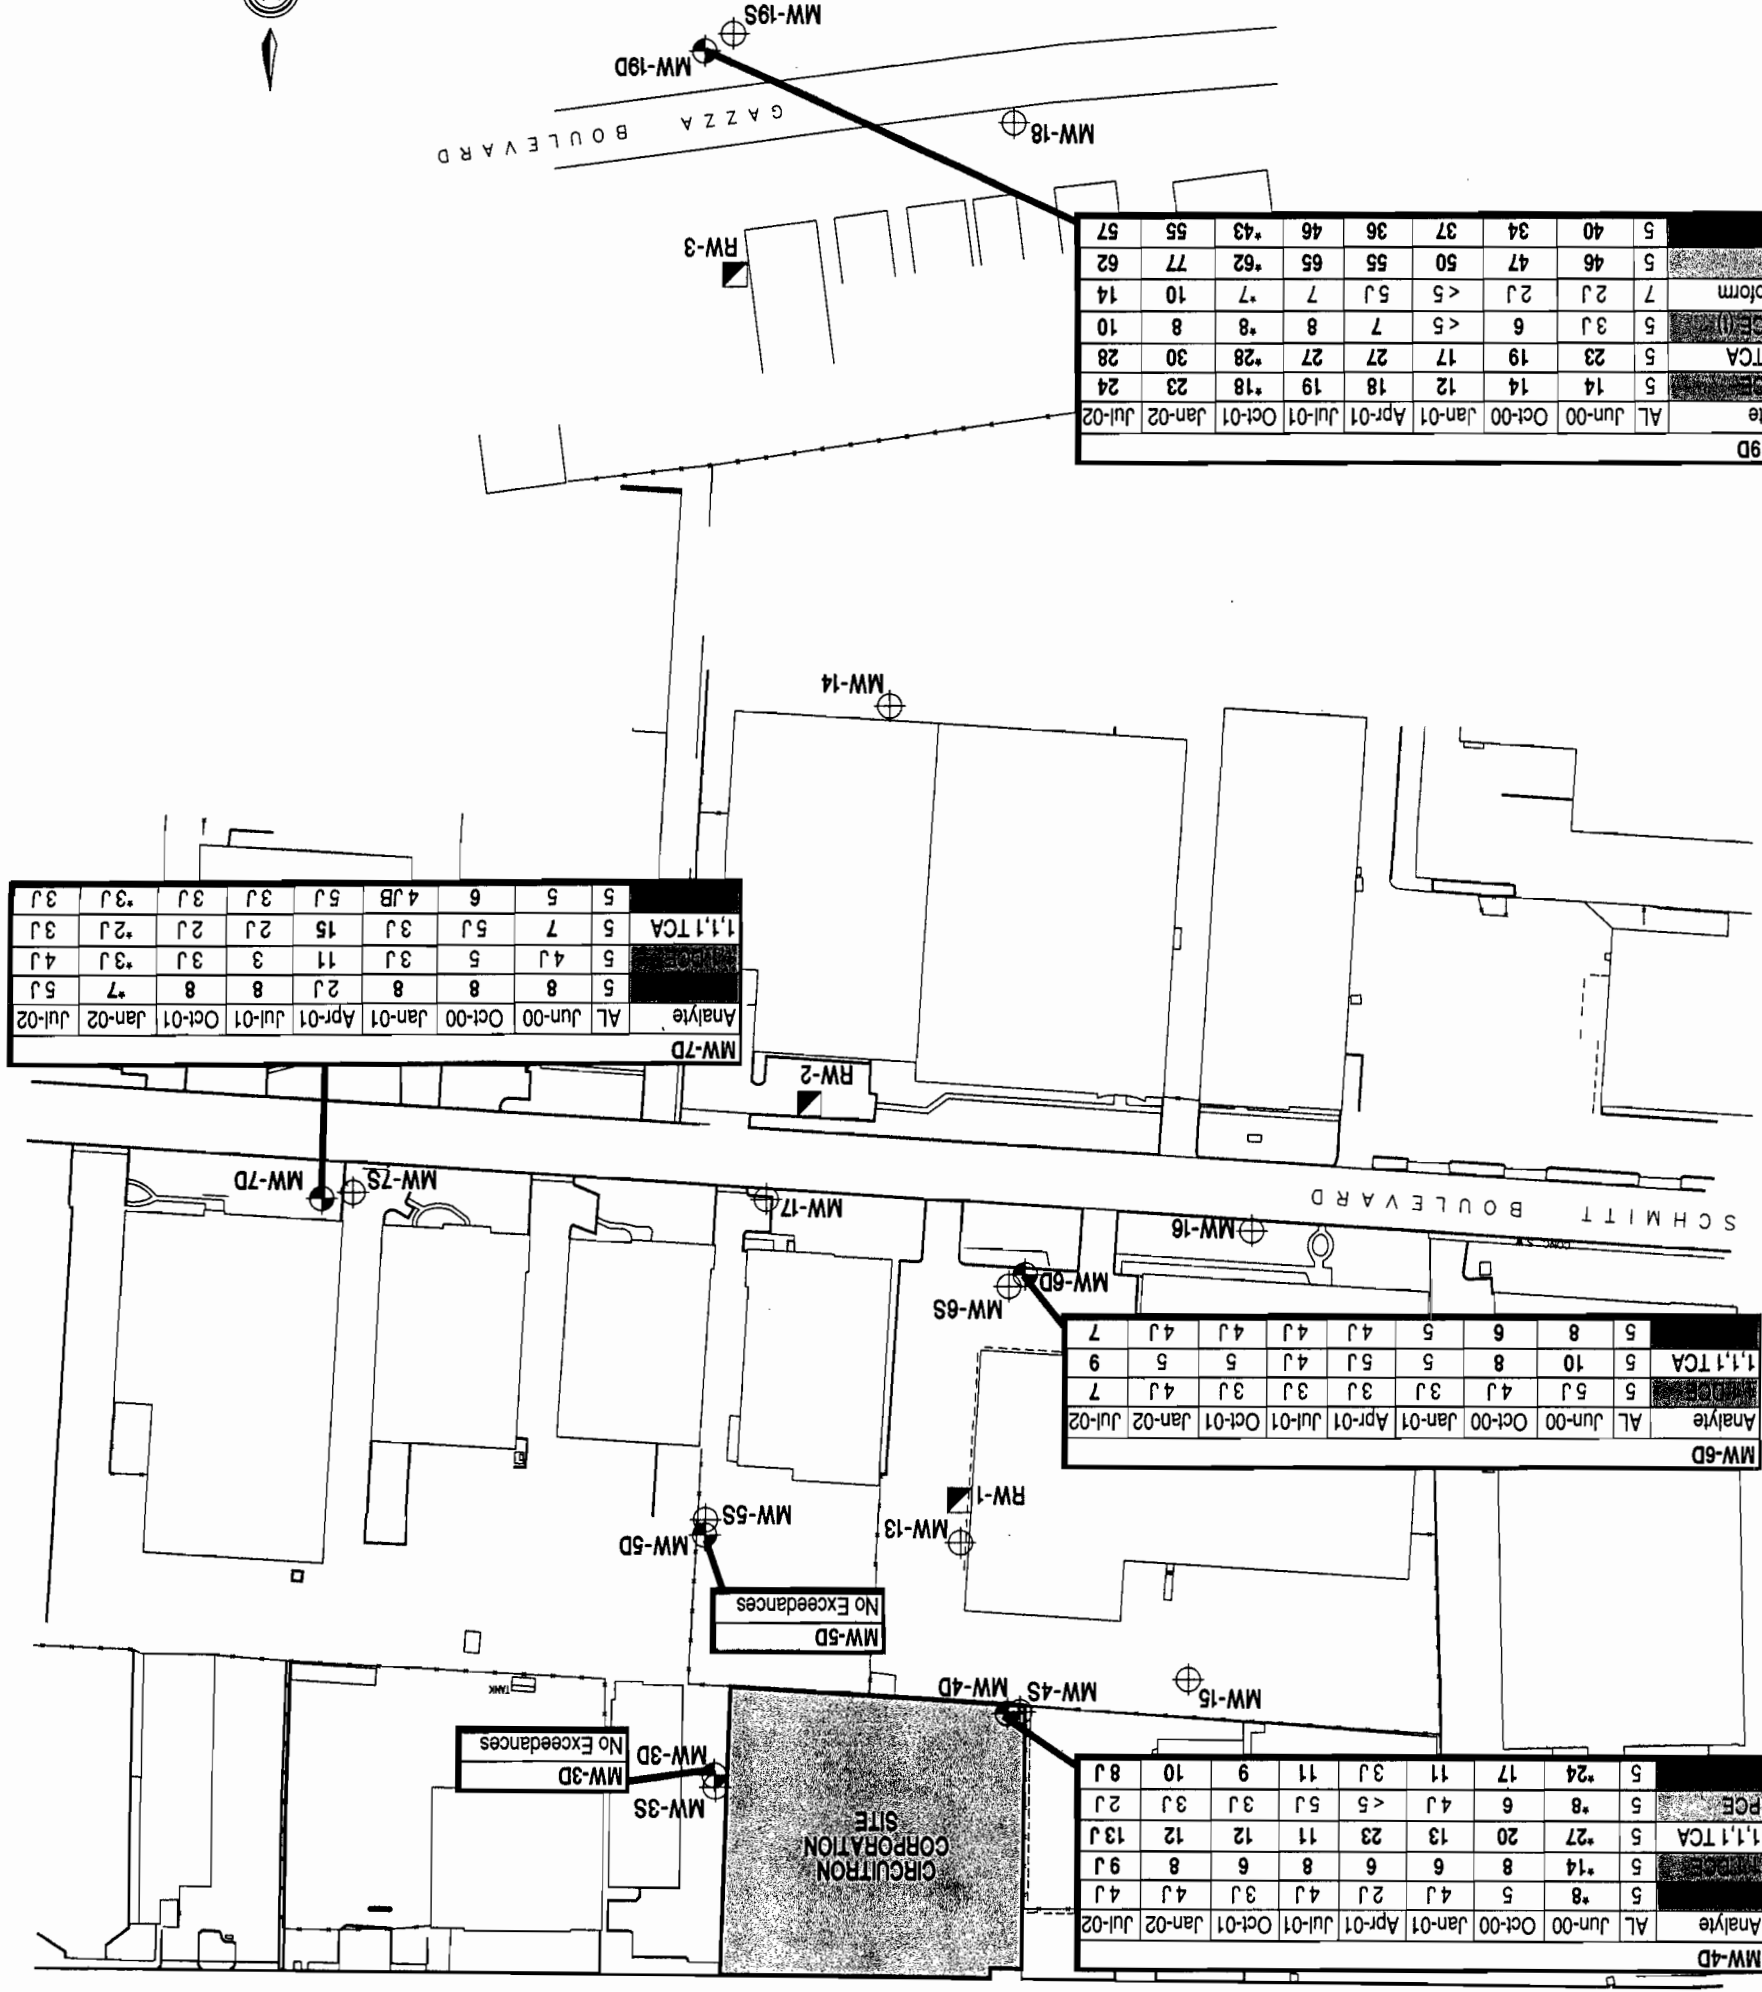 MW-4D
Analyte AL Jun-00 Oct-00 Jan-01 Apr-01 Jul-01 Oct-01 Jan-02 Jul-02
5 *8 5 4 J 2 J 4 J 3 J 4 J 4 J
5 *14 8 6 6 8 6 8 9 J
1,1,1 TCA 5 *27 20 13 23 11 12 12 13 J
PCE 5 *8 6 4 J <5 5 J 3 J 3 J 2 J
5 *24 17 11 3 J 11 9 10 8 J
CIRCUITRON
CORPORATION
SITE
MW-3S
MW-3D
MW-3D
No Exceedances
TANK
MW-15
MW-4S
MW-4D
MW-5D
No Exceedances
MW-13
MW-5D
MW-5S
RW-1
MW-6D
Analyte AL Jun-00 Oct-00 Jan-01 Apr-01 Jul-01 Oct-01 Jan-02 Jul-02
5 5 J 4 J 3 J 3 J 3 J 3 J 4 J 7
1,1,1 TCA 5 10 8 5 5 J 4 J 5 5 9
5 8 6 5 4 J 4 J 4 J 4 J 7
MW-6S
MW-6D
MW-16
MW-17
MW-7S
MW-7D
SCHMITT BOULEVARD
RW-2
MW-7D
Analyte AL Jun-00 Oct-00 Jan-01 Apr-01 Jul-01 Oct-01 Jan-02 Jul-02
5 8 8 8 2 J 8 8 *7 5 J
5 4 J 5 3 J 11 3 3 J *3 J 4 J
1,1,1 TCA 5 7 5 J 3 J 15 2 J 2 J *2 J 3 J
5 5 6 4 JB 5 J 3 J 3 J *3 J 3 J
MW-14
9D
te AL Jun-00 Oct-00 Jan-01 Apr-01 Jul-01 Oct-01 Jan-02 Jul-02
CE 5 14 14 12 18 19 *18 23 24
TCA 5 23 19 17 27 27 *28 30 28
CE (t) 5 3 J 6 <5 7 8 *8 8 10
oform 7 2 J 2 J <5 5 J 7 *7 10 14
5 46 47 50 55 65 *62 77 62
5 40 34 37 36 46 *43 55 57
RW-3
MW-18
GAZZA BOULEVARD
MW-19D
MW-19S